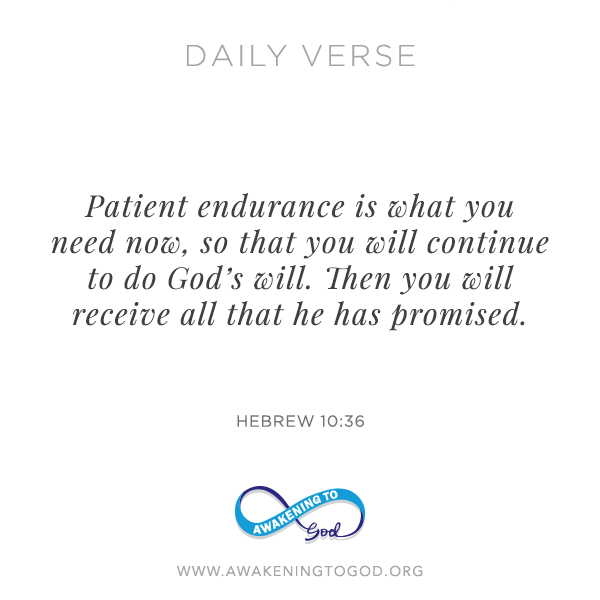 DAILY VERSE
Patient endurance is what you
need now, so that you will continue
to do God’s will. Then you will
receive all that he has promised.
HEBREW 10:36
AWAKENING TO
God
WWW.AWAKENINGTOGOD.ORG